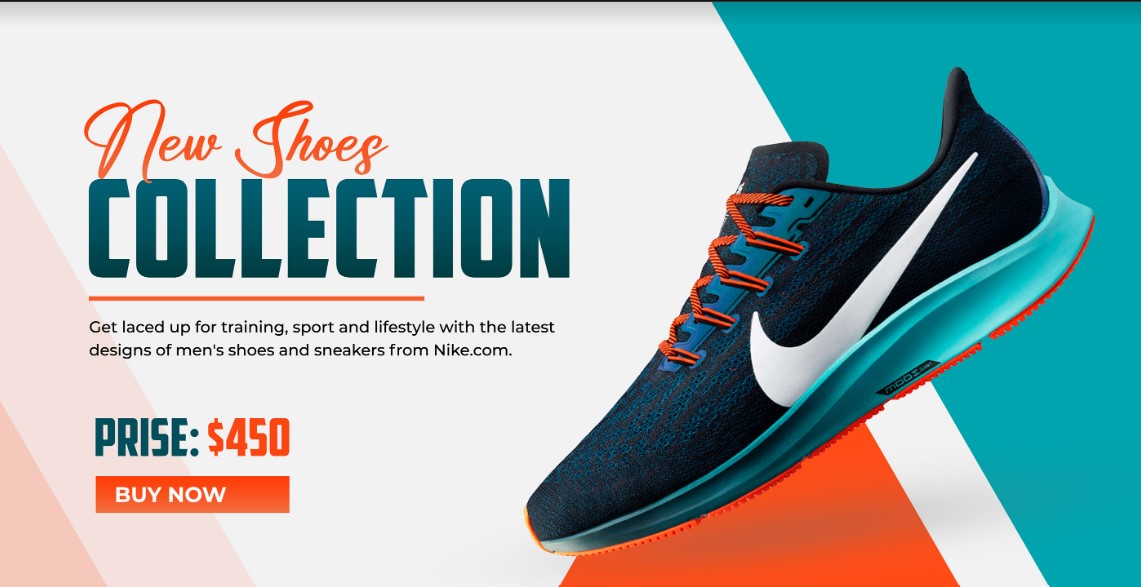 New Shoes
COLLECTION
Get laced up for training, sport and lifestyle with the latest
designs of men's shoes and sneakers from Nike.com.
PRISE: $450
BUY NOW